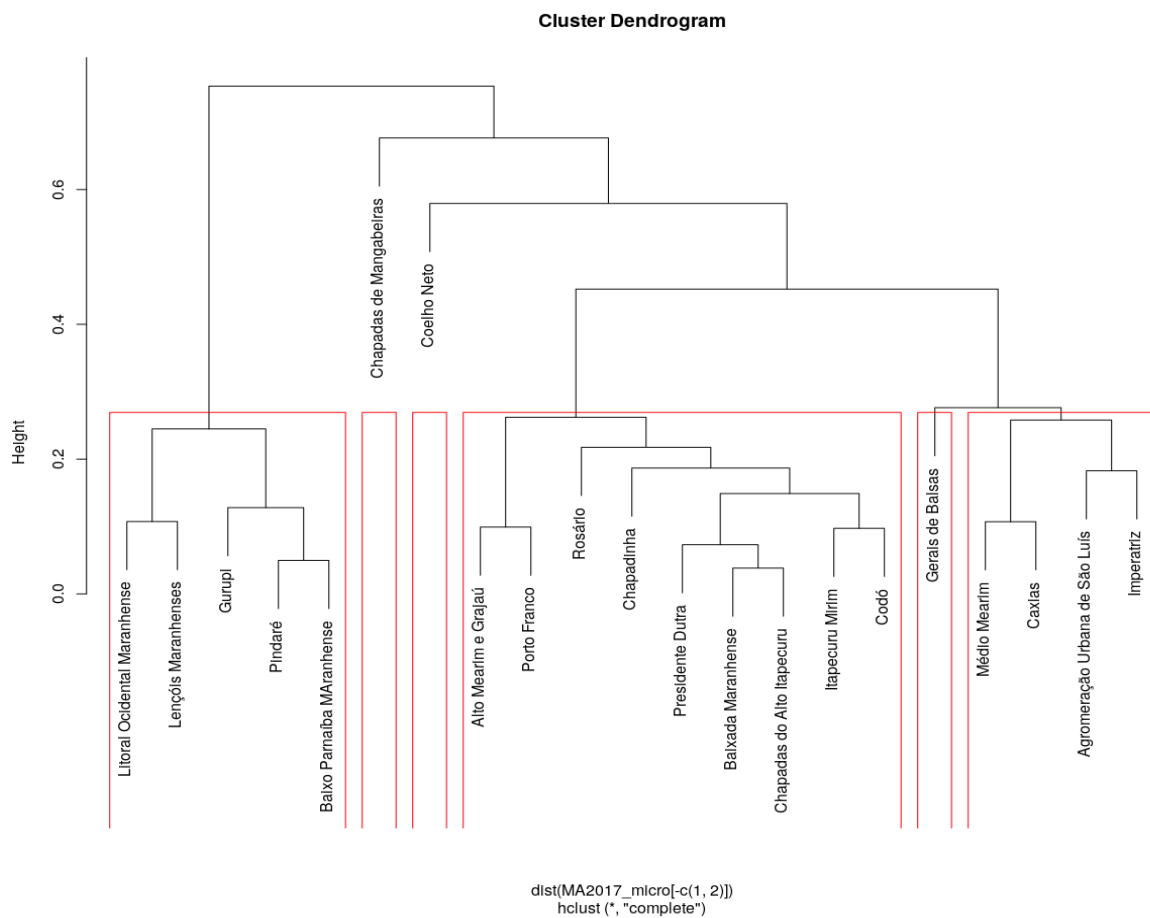 Cluster Dendrogram
Height
0.0
0.2
0.4
0.6
Litoral Ocidental Maranhense
Lençóis Maranhenses
Gurupi
Pindaré
Baixo Parnaíba MAranhense
Chapadas de Mangabeiras
Coelho Neto
Alto Mearim e Grajaú
Porto Franco
Rosário
Chapadinha
Presidente Dutra
Baixada Maranhense
Chapadas do Alto Itapecuru
Itapecuru Mirim
Codó
Gerais de Balsas
Médio Mearim
Caxias
Agromeração Urbana de São Luís
Imperatriz
dist(MA2017_micro[-c(1, 2)])
hclust (*, "complete")